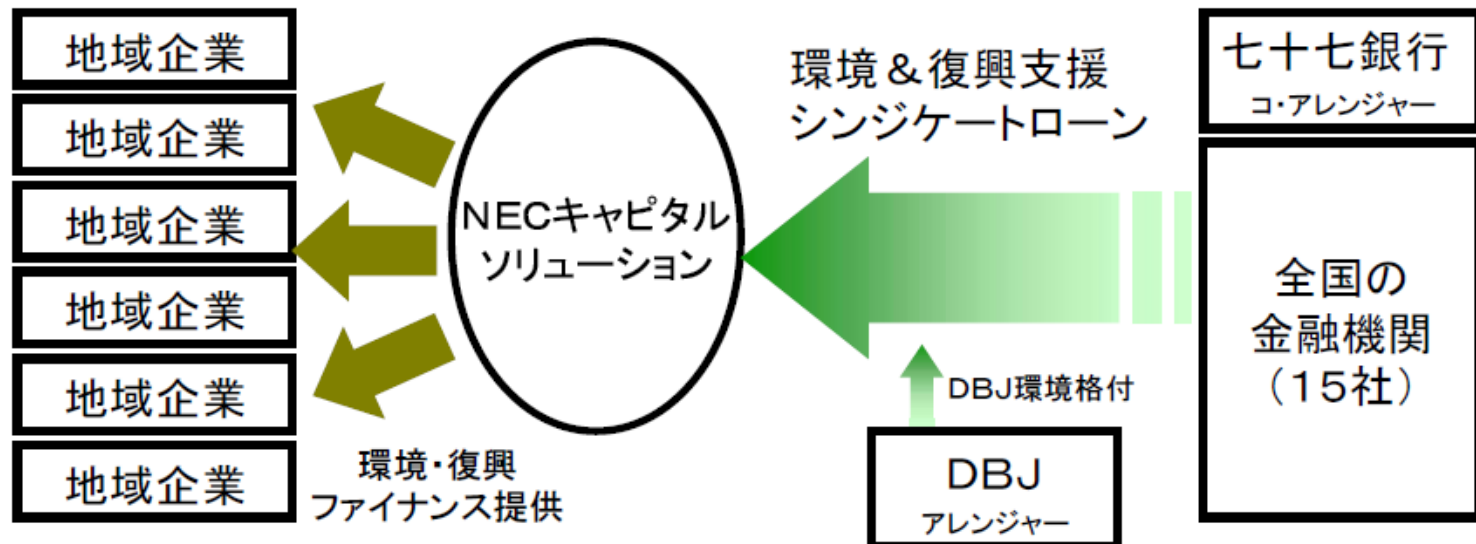 地域企業
地域企業
地域企業
地域企業
地域企業
地域企業
環境・復興
ファイナンス提供
NECキャピタル
ソリューション
環境＆復興支援
シンジケートローン
DBJ環境格付
DBJ
アレンジャー
七十七銀行
コ・アレンジャー
全国の
金融機関
（15社）